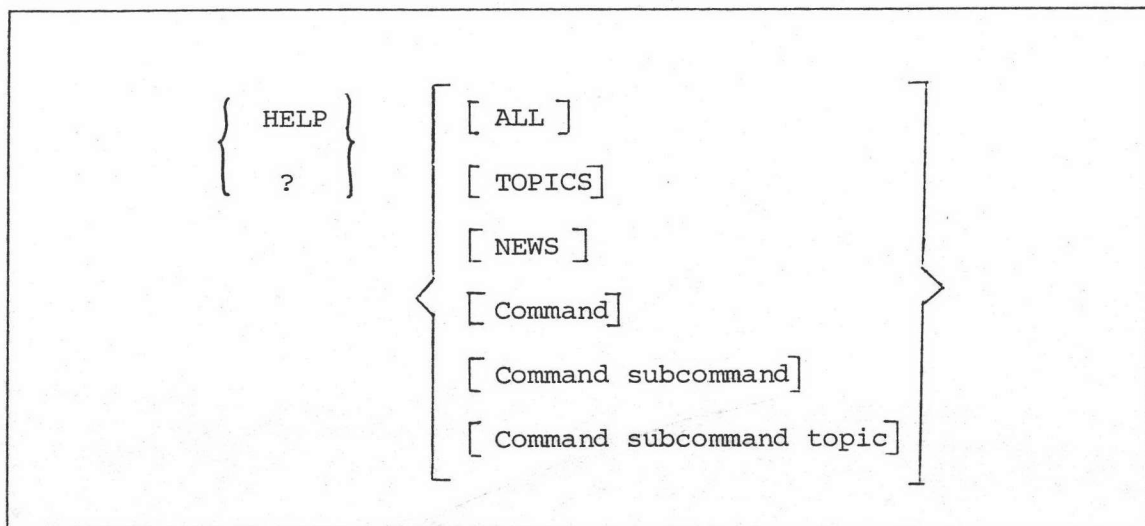 HELP
?
[ ALL ]
[ TOPICS]
[ NEWS ]
[ Command]
[ Command subcommand]
[ Command subcommand topic]